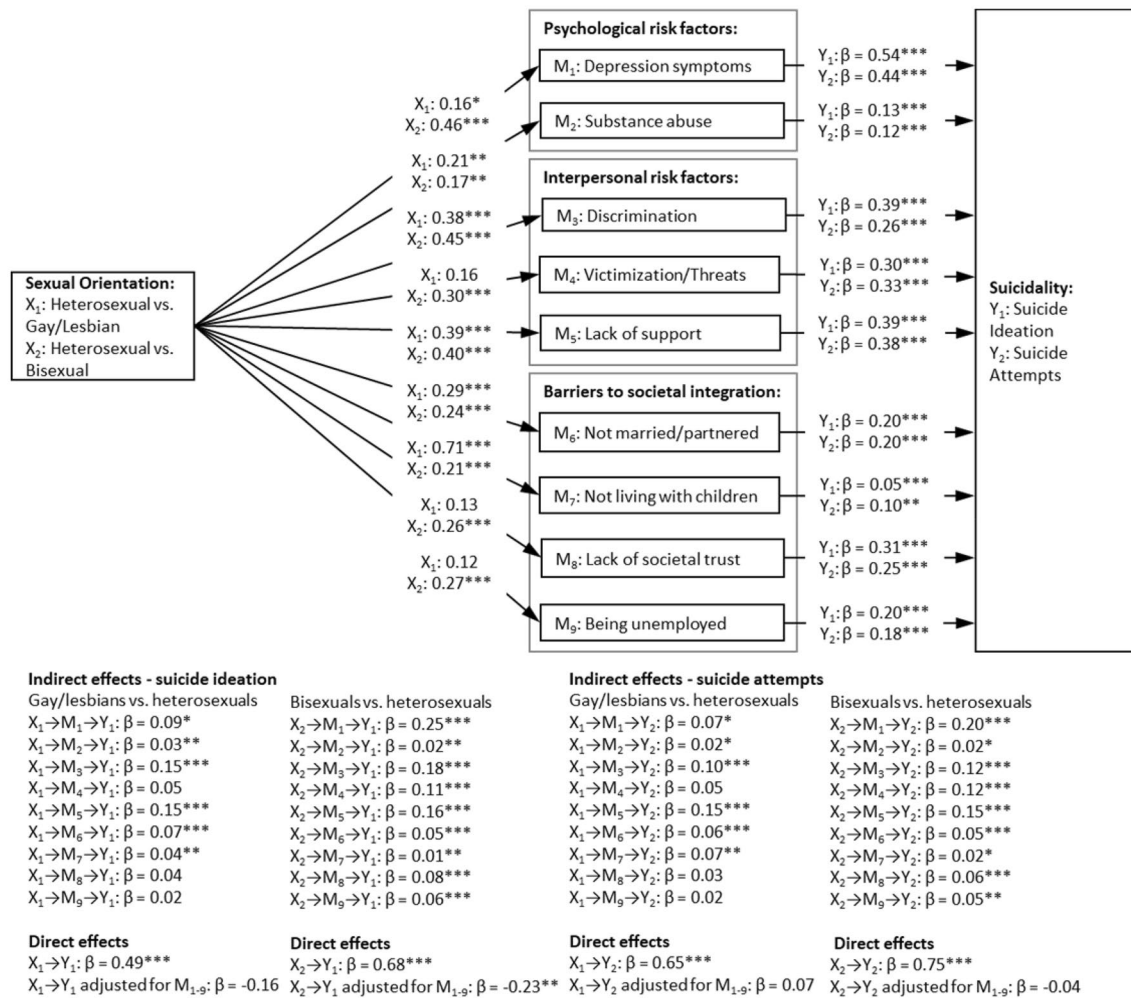 Psychological risk factors:
M₁: Depression symptoms
M₂: Substance abuse
X₁: 0.16*
X₂: 0.46***
X₁: 0.21**
X₂: 0.17**
Y₁: β = 0.54***
Y₂: β = 0.44***
Y₁: β = 0.13***
Y₂: β = 0.12***
Interpersonal risk factors:
M₃: Discrimination
M₄: Victimization/Threats
M₅: Lack of support
X₁: 0.38***
X₂: 0.45***
X₁: 0.16
X₂: 0.30***
X₁: 0.39***
X₂: 0.40***
Y₁: β = 0.39***
Y₂: β = 0.26***
Y₁: β = 0.30***
Y₂: β = 0.33***
Y₁: β = 0.39***
Y₂: β = 0.38***
Sexual Orientation:
X₁: Heterosexual vs.
Gay/Lesbian
X₂: Heterosexual vs.
Bisexual
Suicidality:
Y₁: Suicide
Ideation
Y₂: Suicide
Attempts
Barriers to societal integration:
M₆: Not married/partnered
M₇: Not living with children
M₈: Lack of societal trust
M₉: Being unemployed
X₁: 0.29***
X₂: 0.24***
X₁: 0.71***
X₂: 0.21***
X₁: 0.13
X₂: 0.26***
X₁: 0.12
X₂: 0.27***
Y₁: β = 0.20***
Y₂: β = 0.20***
Y₁: β = 0.05***
Y₂: β = 0.10**
Y₁: β = 0.31***
Y₂: β = 0.25***
Y₁: β = 0.20***
Y₂: β = 0.18***
Indirect effects - suicide ideation
Gay/lesbians vs. heterosexuals
X₁→M₁→Y₁: β = 0.09*
X₁→M₂→Y₁: β = 0.03**
X₁→M₃→Y₁: β = 0.15***
X₁→M₄→Y₁: β = 0.05
X₁→M₅→Y₁: β = 0.15***
X₁→M₆→Y₁: β = 0.07***
X₁→M₇→Y₁: β = 0.04**
X₁→M₈→Y₁: β = 0.04
X₁→M₉→Y₁: β = 0.02
Bisexuals vs. heterosexuals
X₂→M₁→Y₁: β = 0.25***
X₂→M₂→Y₁: β = 0.02**
X₂→M₃→Y₁: β = 0.18***
X₂→M₄→Y₁: β = 0.11***
X₂→M₅→Y₁: β = 0.16***
X₂→M₆→Y₁: β = 0.05***
X₂→M₇→Y₁: β = 0.01**
X₂→M₈→Y₁: β = 0.08***
X₂→M₉→Y₁: β = 0.06***
Indirect effects - suicide attempts
Gay/lesbians vs. heterosexuals
X₁→M₁→Y₂: β = 0.07*
X₁→M₂→Y₂: β = 0.02*
X₁→M₃→Y₂: β = 0.10***
X₁→M₄→Y₂: β = 0.05
X₁→M₅→Y₂: β = 0.15***
X₁→M₆→Y₂: β = 0.06***
X₁→M₇→Y₂: β = 0.07**
X₁→M₈→Y₂: β = 0.03
X₁→M₉→Y₂: β = 0.02
Bisexuals vs. heterosexuals
X₂→M₁→Y₂: β = 0.20***
X₂→M₂→Y₂: β = 0.02*
X₂→M₃→Y₂: β = 0.12***
X₂→M₄→Y₂: β = 0.12***
X₂→M₅→Y₂: β = 0.15***
X₂→M₆→Y₂: β = 0.05***
X₂→M₇→Y₂: β = 0.02*
X₂→M₈→Y₂: β = 0.06***
X₂→M₉→Y₂: β = 0.05**
Direct effects
X₁→Y₁: β = 0.49***
X₁→Y₁ adjusted for M₁₋₉: β = -0.16
Direct effects
X₂→Y₁: β = 0.68***
X₂→Y₁ adjusted for M₁₋₉: β = -0.23**
Direct effects
X₁→Y₂: β = 0.65***
X₁→Y₂ adjusted for M₁₋₉: β = 0.07
Direct effects
X₂→Y₂: β = 0.75***
X₂→Y₂ adjusted for M₁₋₉: β = -0.04